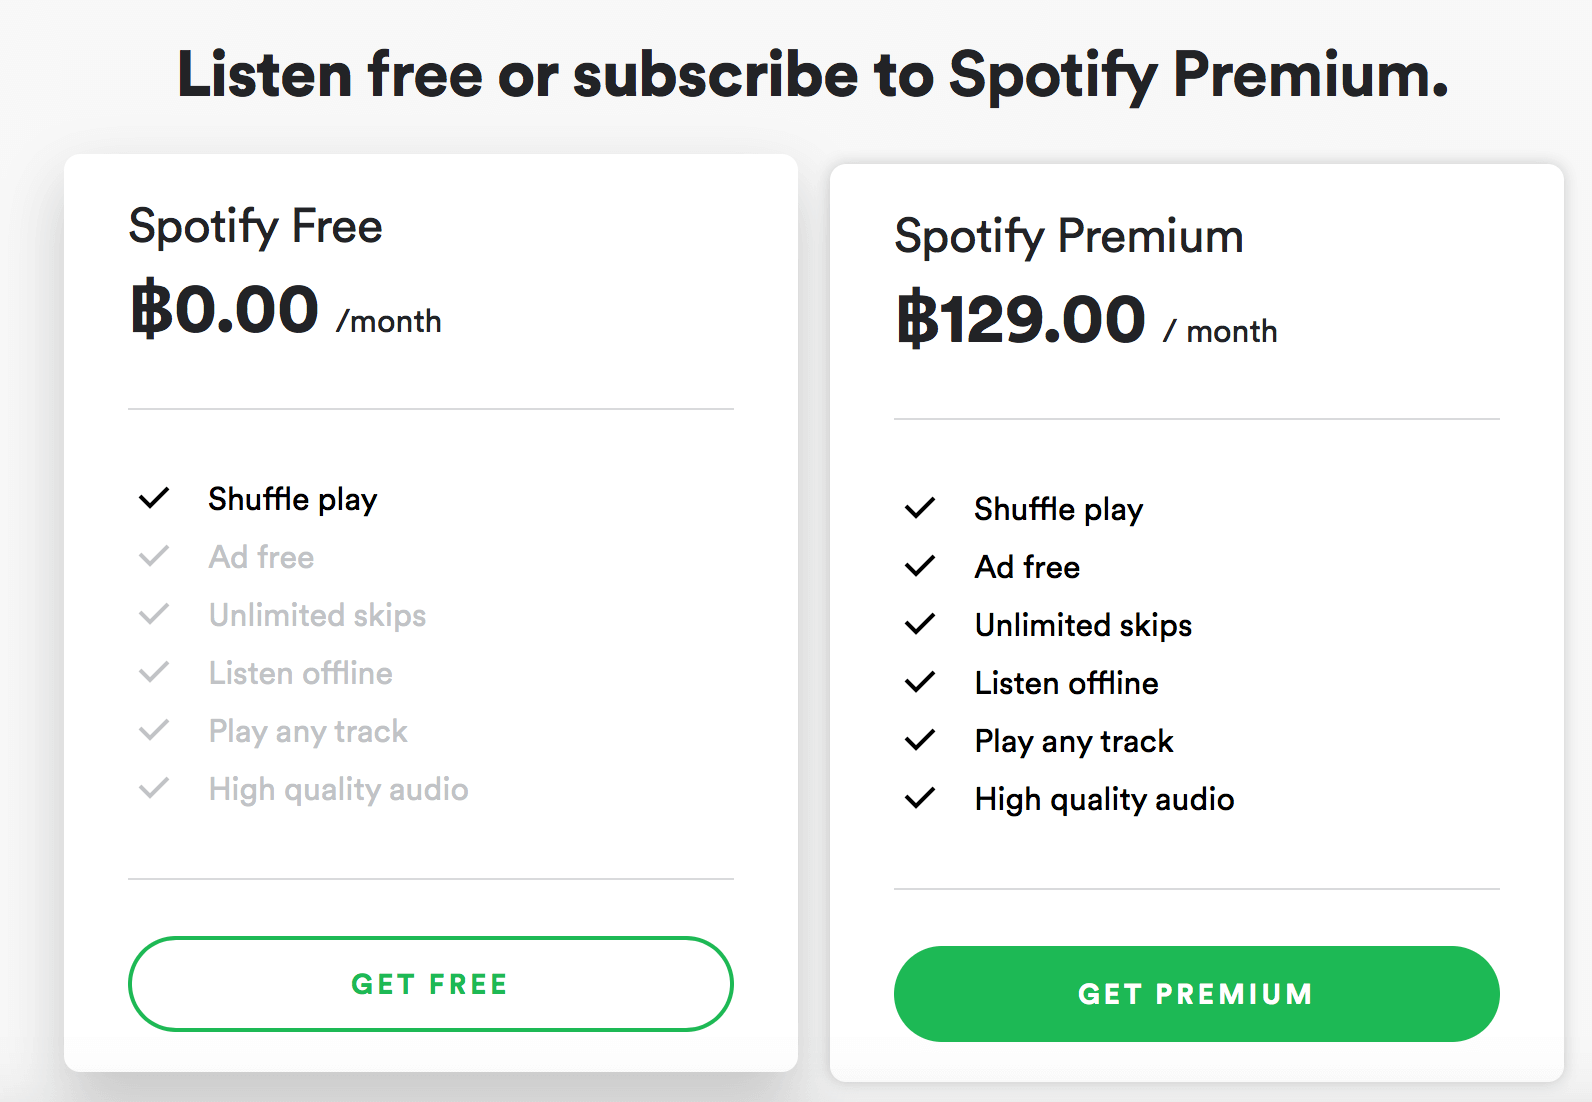 Listen free or subscribe to Spotify Premium.
Spotify Free
฿0.00 /month
Shuffle play
Ad free
Unlimited skips
Listen offline
Play any track
High quality audio
GET FREE
Spotify Premium
฿129.00 / month
Shuffle play
Ad free
Unlimited skips
Listen offline
Play any track
High quality audio
GET PREMIUM